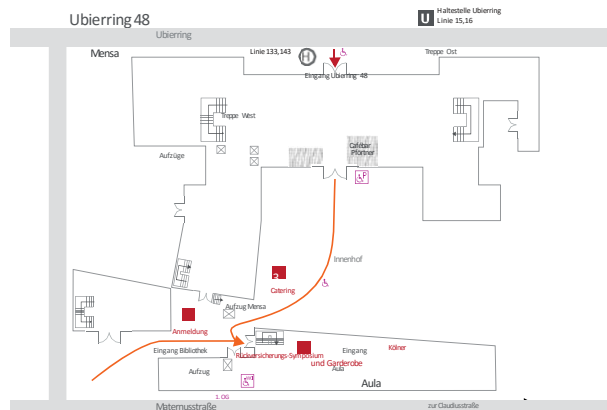 Ubierring 48
U
Haltestelle Ubierring
Linie 15,16
Ubierring
Mensa
Linie 133,143
H
Treppe Ost
Eingang Ubierring 48
Treppe West
Cafébar
Pförtner
Aufzüge
P
Innenhof
3
Catering
Aufzug Mensa
Anmeldung
Eingang Bibliothek
Rückversicherungs-Symposium
Eingang
Kölner
und Garderobe
Aufzug
Aula
Aula
1. OG
Maternusstraße
zur Claudiusstraße